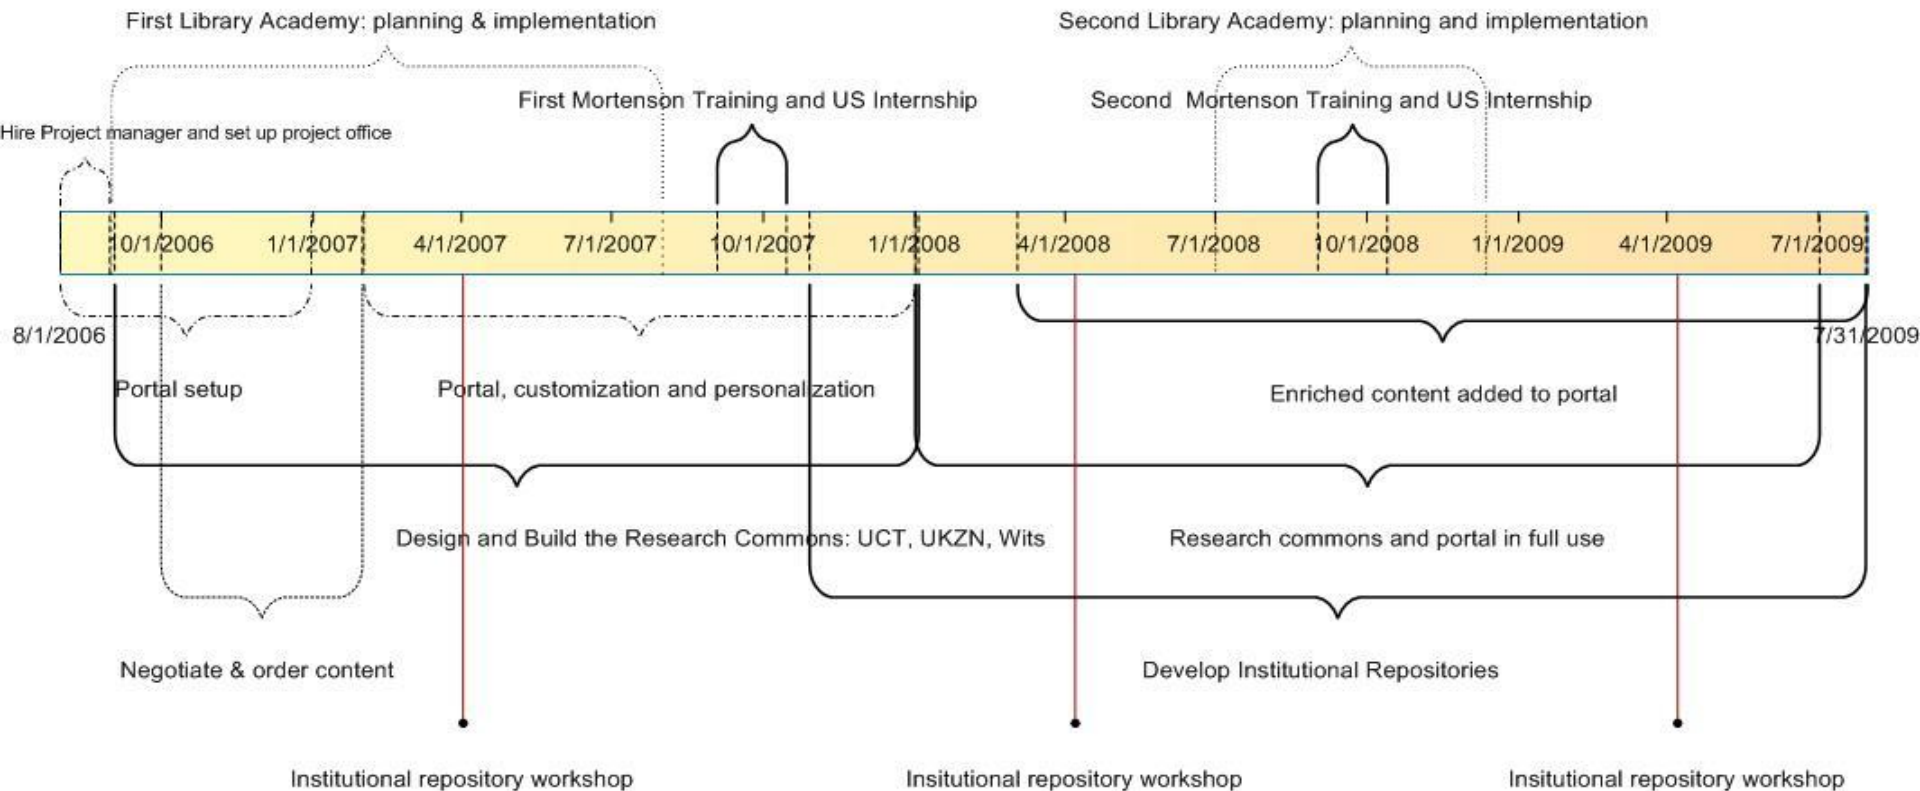 First Library Academy: planning & implementation
Second Library Academy: planning and implementation
First Mortenson Training and US Internship
Second Mortenson Training and US Internship
Hire Project manager and set up project office
10/1/2006
1/1/2007
4/1/2007
7/1/2007
10/1/2007
1/1/2008
4/1/2008
7/1/2008
10/1/2008
1/1/2009
4/1/2009
7/1/2009
8/1/2006
7/31/2009
Portal setup
Portal, customization and personalization
Enriched content added to portal
Design and Build the Research Commons: UCT, UKZN, Wits
Research commons and portal in full use
Negotiate & order content
Develop Institutional Repositories
Institutional repository workshop
Insitutional repository workshop
Insitutional repository workshop